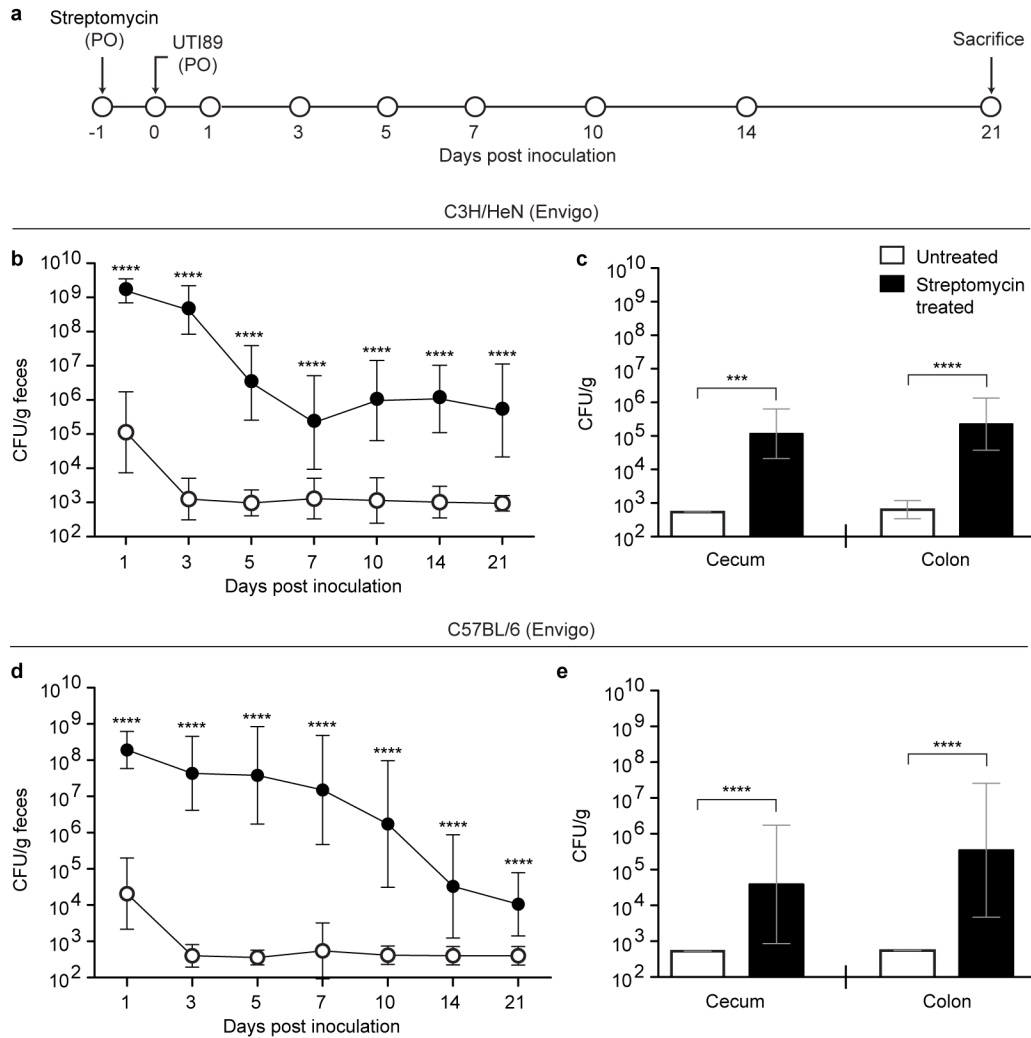 a
Streptomycin
(PO)
UTI89
(PO)
Sacrifice
-1 0 1 3 5 7 10 14 21
Days post inoculation
C3H/HeN (Envigo)
b
CFU/g feces
10^10
10^9
10^8
10^7
10^6
10^5
10^4
10^3
10^2
**** **** **** **** **** **** ****
1 3 5 7 10 14 21
Days post inoculation
c
Untreated
Streptomycin
treated
CFU/g
10^10
10^9
10^8
10^7
10^6
10^5
10^4
10^3
10^2
*** ****
Cecum Colon
C57BL/6 (Envigo)
d
CFU/g feces
10^10
10^9
10^8
10^7
10^6
10^5
10^4
10^3
10^2
**** **** **** **** **** **** ****
1 3 5 7 10 14 21
Days post inoculation
e
CFU/g
10^10
10^9
10^8
10^7
10^6
10^5
10^4
10^3
10^2
**** ****
Cecum Colon